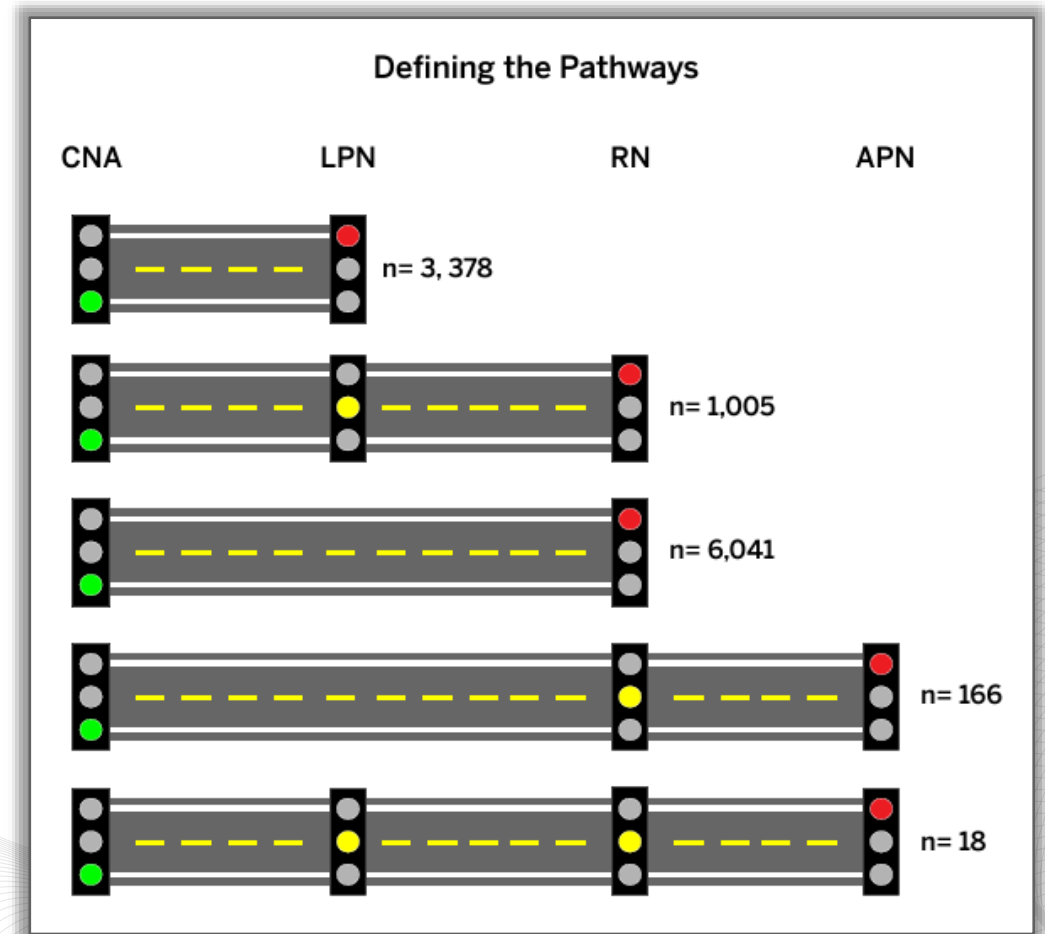 Defining the Pathways
CNA LPN RN APN
n= 3, 378
n= 1,005
n= 6,041
n= 166
n= 18